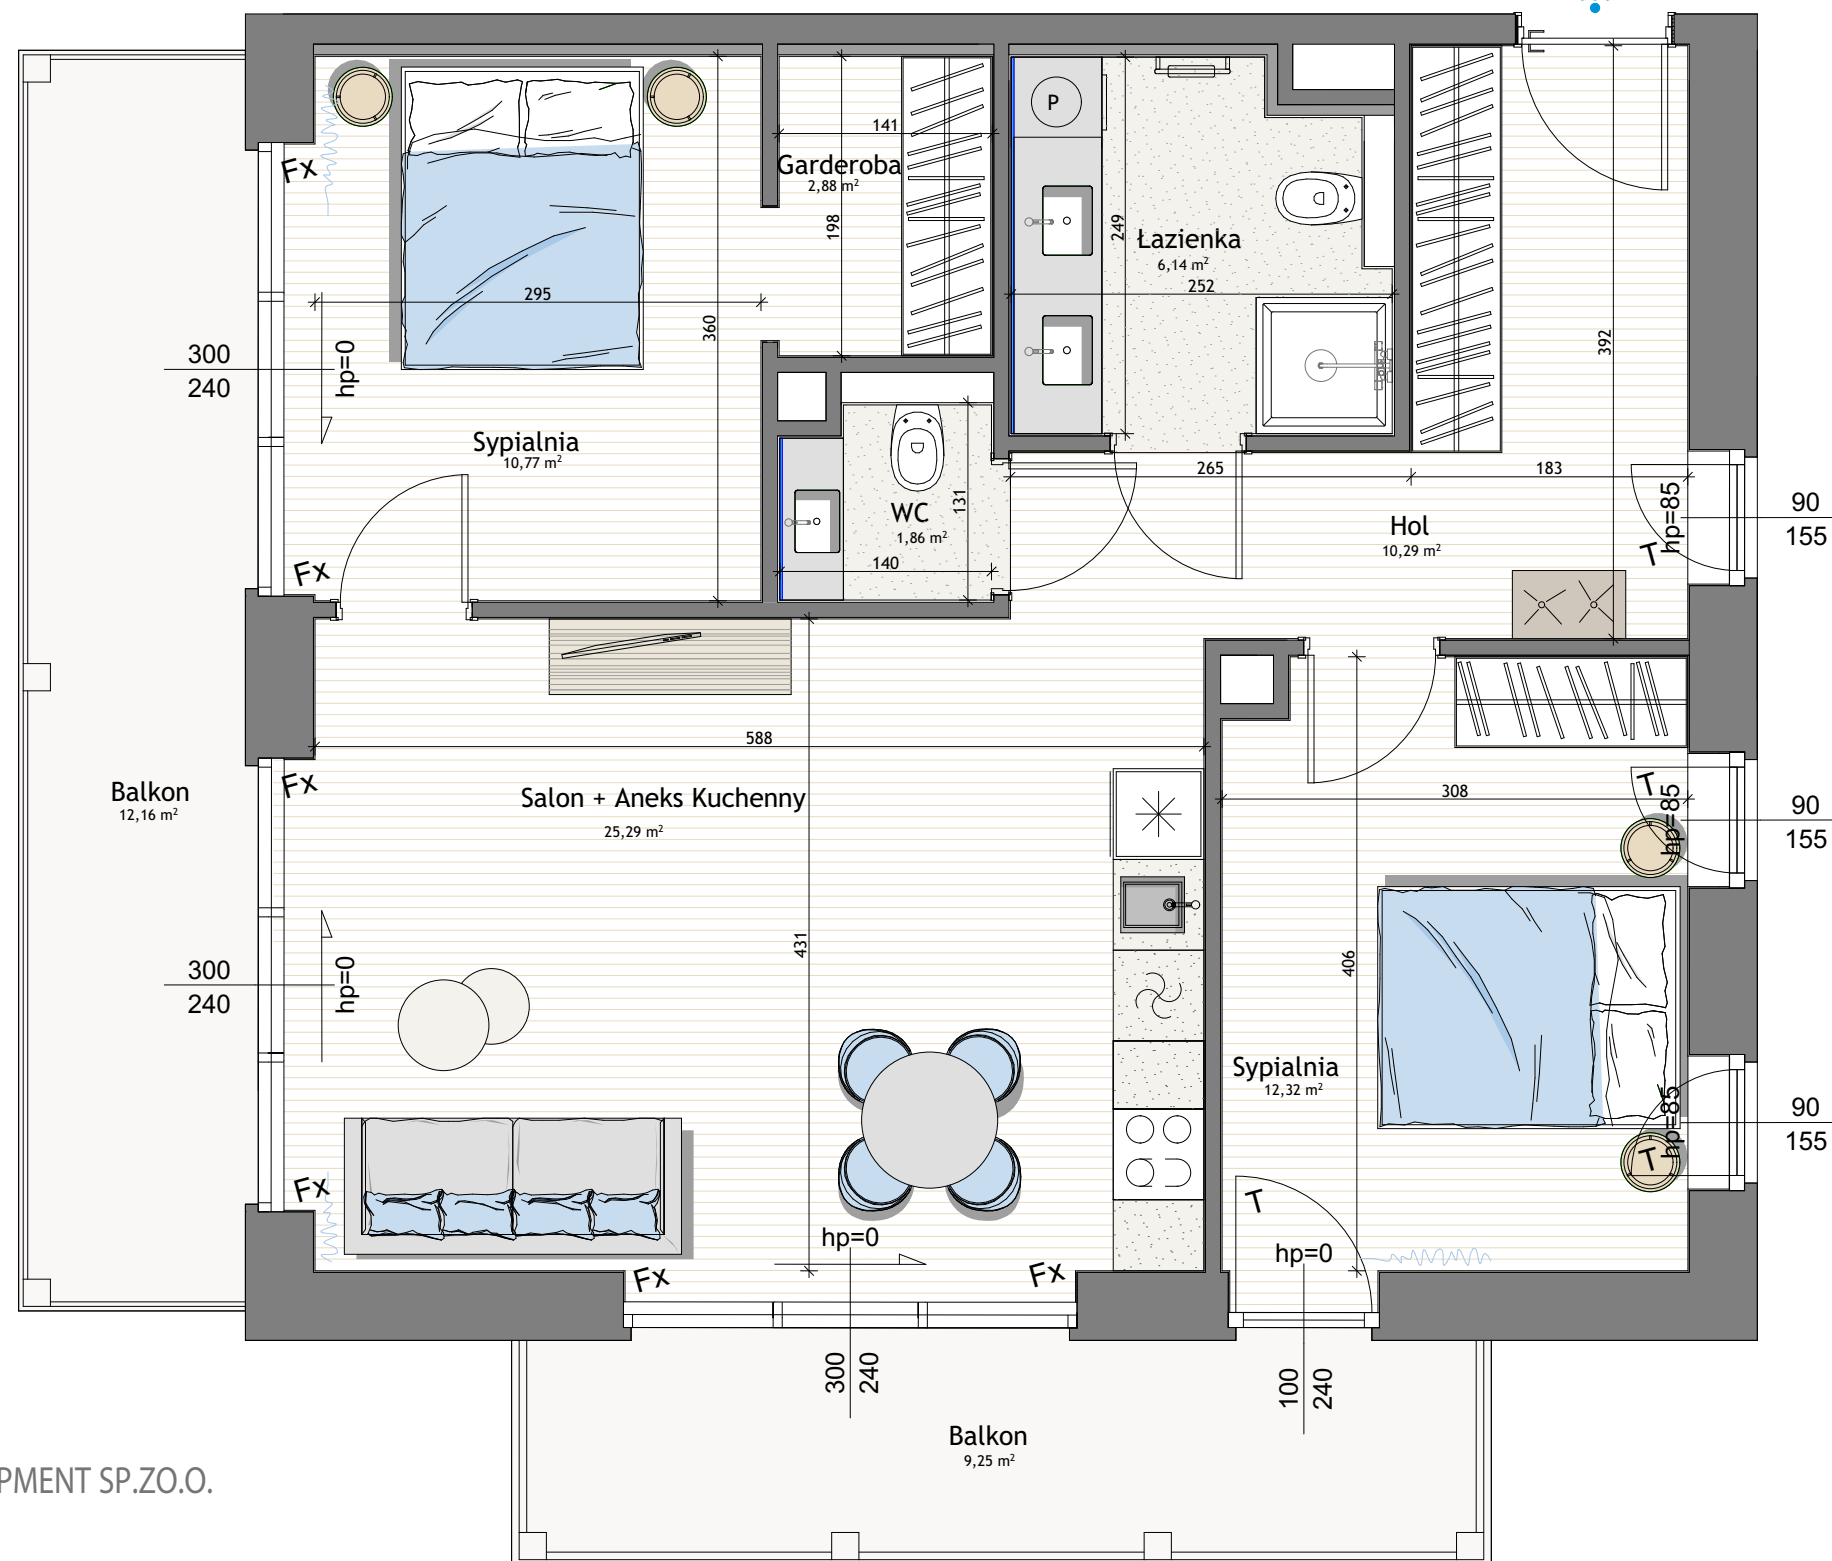 P
141
Fx
Garderoba
2,88 m²
198
249
Łazienka
6,14 m²
252
295
360
392
300
240
hp=0
Sypialnia
10,77 m²
265
183
131
WC
1,86 m²
140
Hol
10,29 m²
hp=85
T
90
155
Fx
588
Fx
Salon + Aneks Kuchenny
25,29 m²
Balkon
12,16 m²
308
T
hp=85
90
155
431
406
300
240
hp=0
Sypialnia
12,32 m²
hp=85
T
90
155
Fx
T
hp=0
hp=0
Fx
Fx
300
240
100
240
Balkon
9,25 m²
PMENT SP.ZO.O.